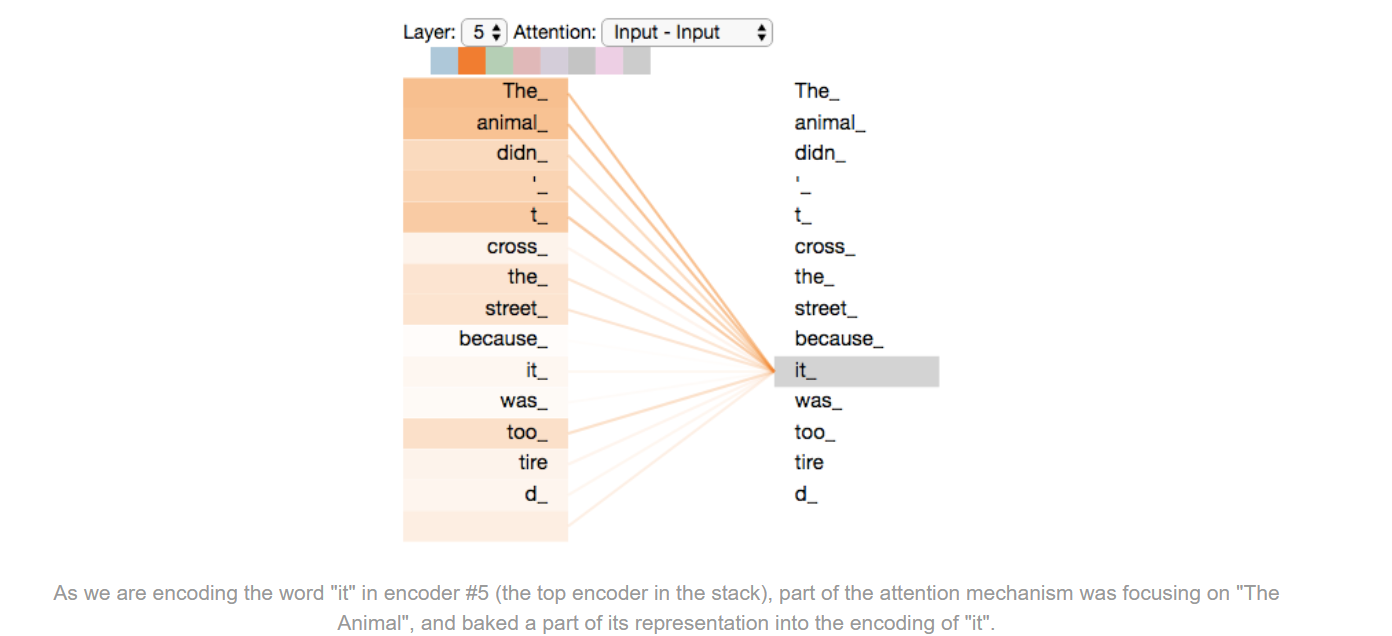 Layer: 5 Attention: Input - Input
The_ The_
animal_ animal_
didn_ didn_
'_ '_
t_ t_
cross_ cross_
the_ the_
street_ street_
because_ because_
it_ it_
was_ was_
too_ too_
tire tire
d_ d_
As we are encoding the word "it" in encoder #5 (the top encoder in the stack), part of the attention mechanism was focusing on "The
Animal", and baked a part of its representation into the encoding of "it".